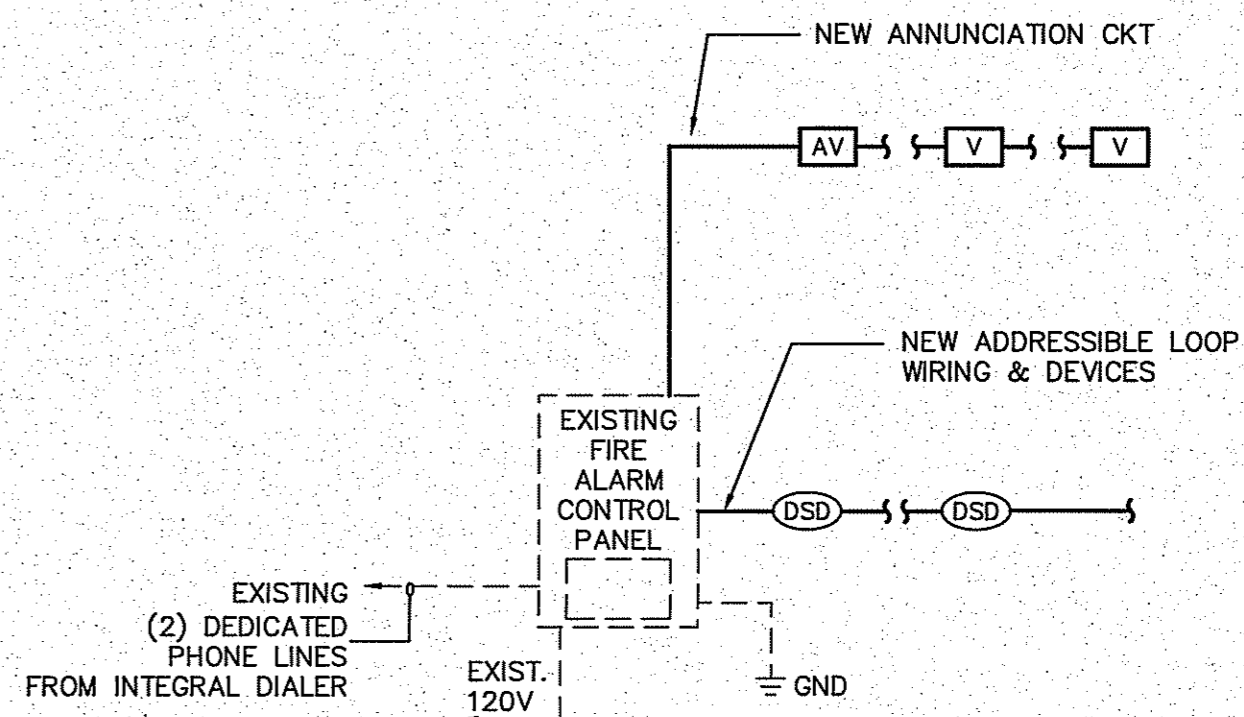 NEW ANNUNCIATION CKT
AV
V
V
NEW ADDRESSIBLE LOOP
WIRING & DEVICES
EXISTING
FIRE
ALARM
CONTROL
PANEL
DSD
DSD
EXISTING
(2) DEDICATED
PHONE LINES
FROM INTEGRAL DIALER
EXIST.
120V
GND